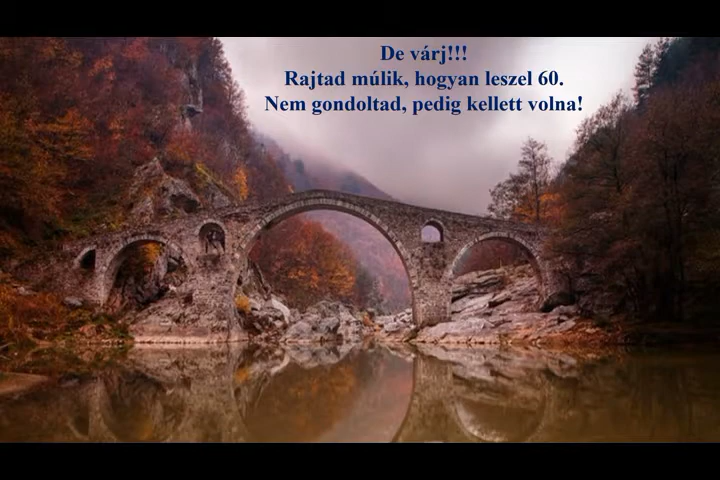 De várj!!!
Rajtad múlik, hogyan leszel 60.
Nem gondoltad, pedig kellett volna!